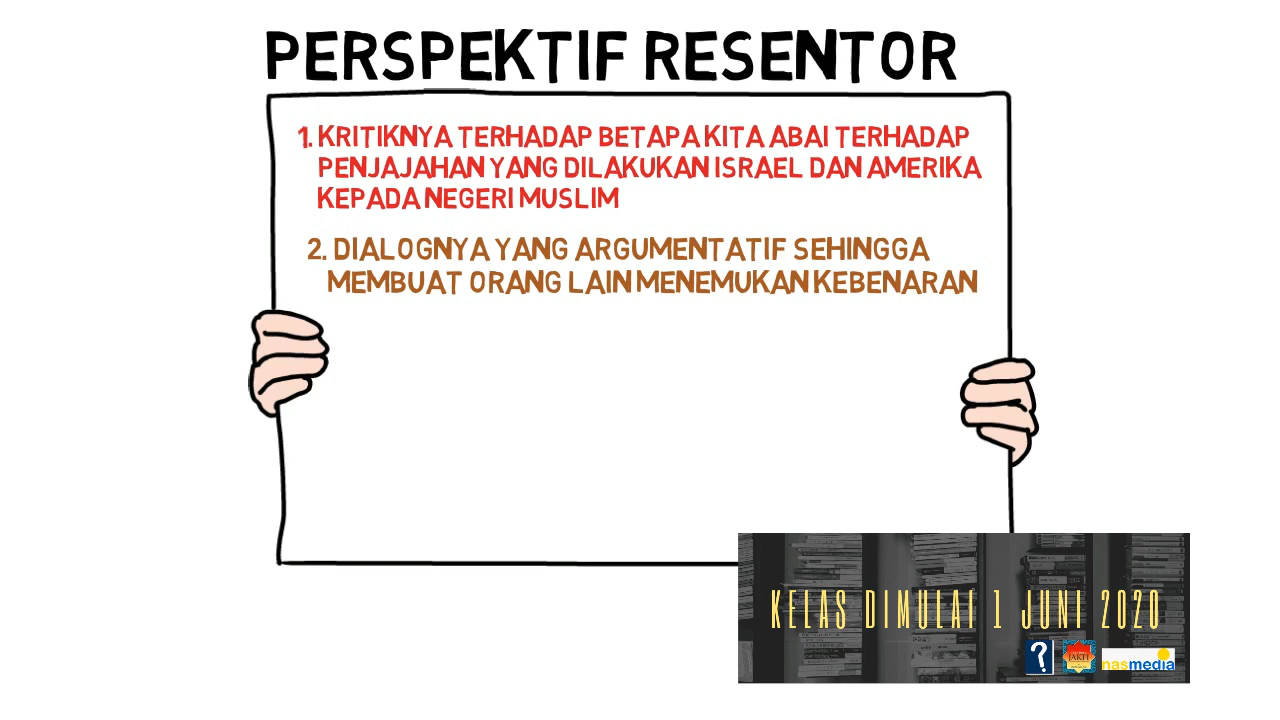 PERSPEKTIF RESENTOR
1. KRITIKNYA TERHADAP BETAPA KITA ABAI TERHADAP
PENJAJAHAN YANG DILAKUKAN ISRAEL DAN AMERIKA
KEPADA NEGERI MUSLIM
2. DIALOGNYA YANG ARGUMENTATIF SEHINGGA
MEMBUAT ORANG LAIN MENEMUKAN KEBENARAN
KELAS DIMULAI 1 JUNI 2020
?
nasmedia